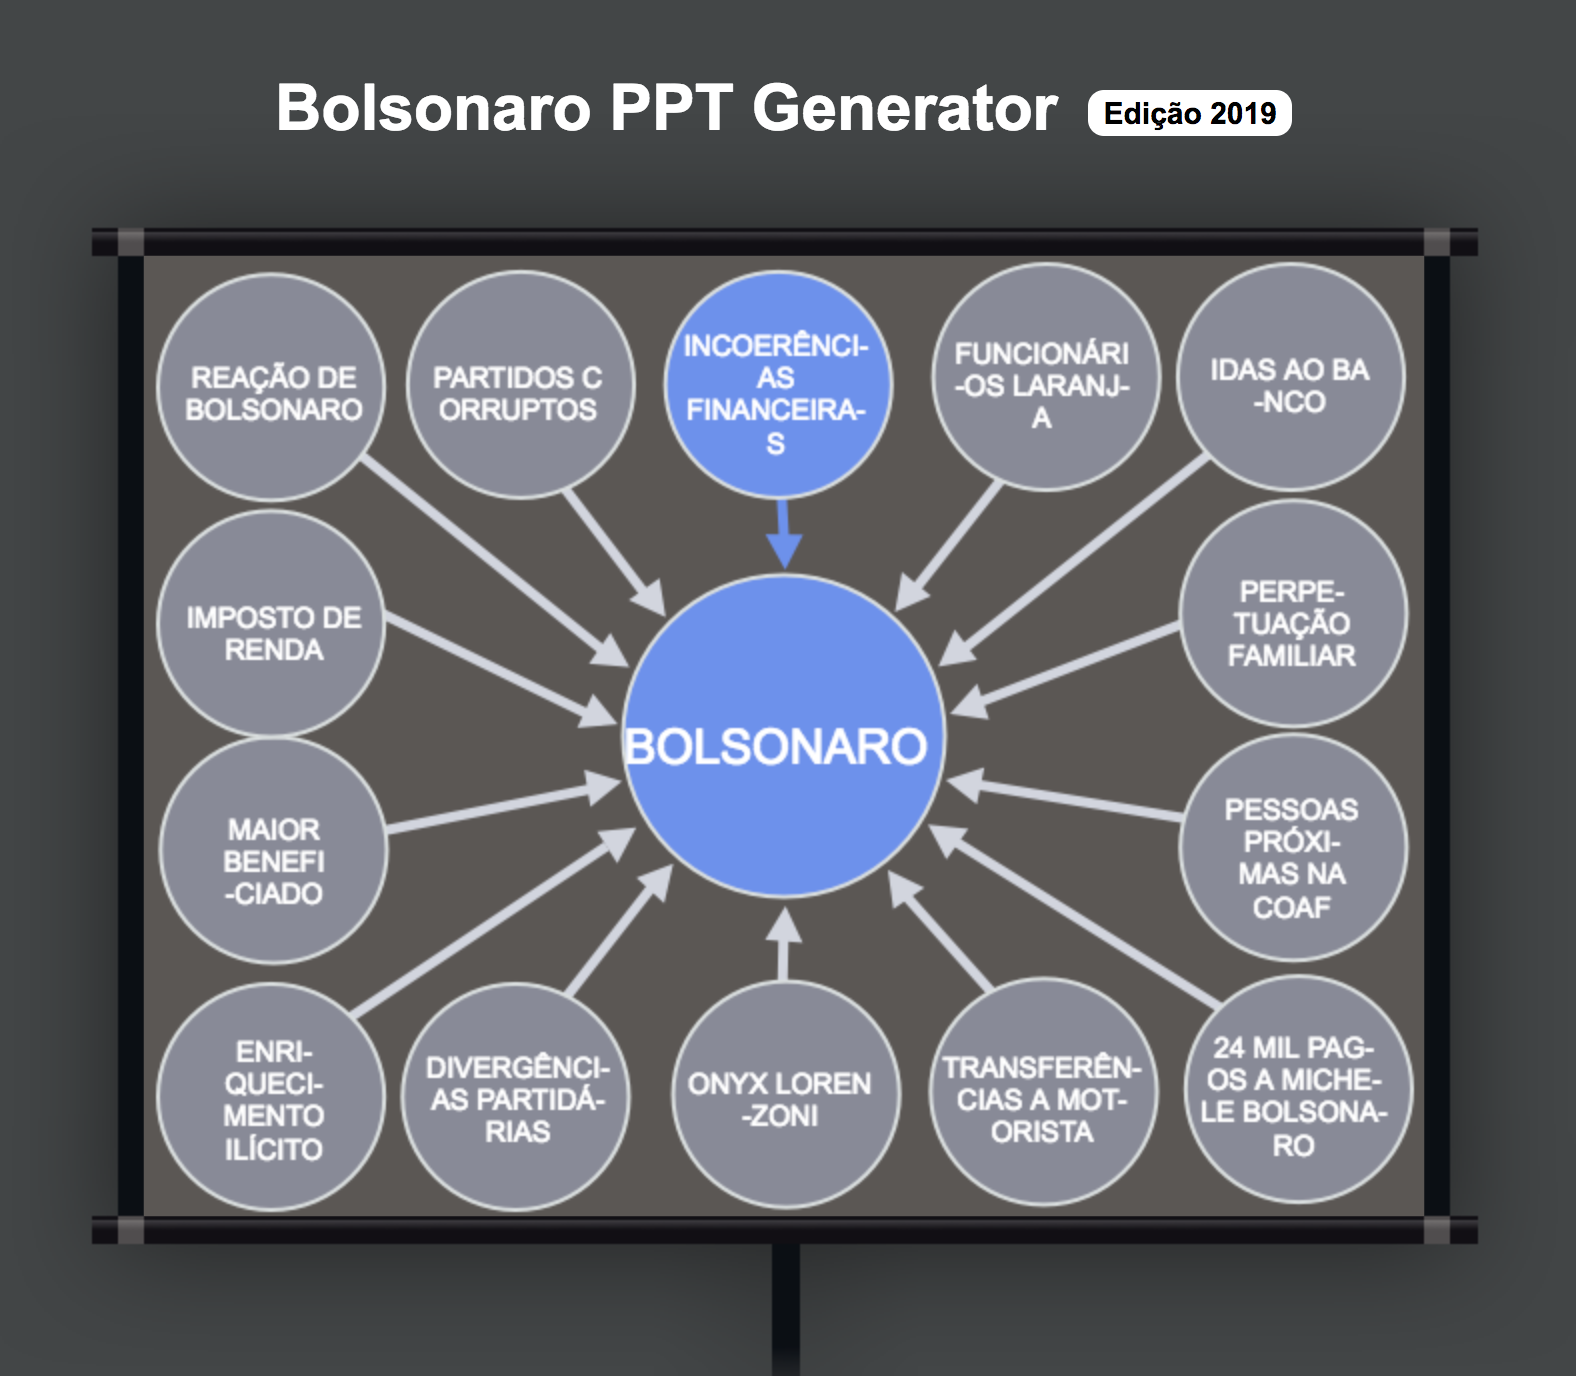 Bolsonaro PPT Generator
Edição 2019
REAÇÃO DE
BOLSONARO
PARTIDOS C
ORRUPTOS
INCOERÊNCI-
AS
FINANCEIRA-
S
FUNCIONÁRI
-OS LARANJ-
A
IDAS AO BA
-NCO
IMPOSTO DE
RENDA
BOLSONARO
PERPE-
TUAÇÃO
FAMILIAR
MAIOR
BENEFI
-CIADO
PESSOAS
PRÓXI-
MAS NA
COAF
ENRI-
QUECI-
MENTO
ILÍCITO
DIVERGÊNCI-
AS PARTIDÁ-
RIAS
ONYX LOREN
-ZONI
TRANSFERÊN-
CIAS A MOT-
ORISTA
24 MIL PAG-
OS A MICHE-
LE BOLSONA-
RO